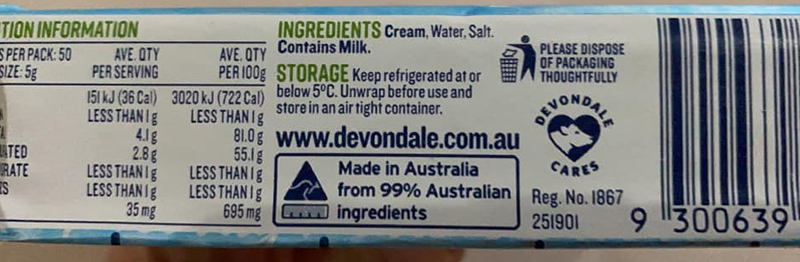 TION INFORMATION
S PER PACK: 50 AVE. QTY AVE. QTY
SIZE: 5g PER SERVING PER 100g
151 kJ (36 Cal) 3020 kJ (722 Cal)
LESS THAN 1 g LESS THAN 1 g
4.1 g 81.0 g
ATED 2.8 g 55.1 g
RATE LESS THAN 1 g LESS THAN 1 g
RS LESS THAN 1 g LESS THAN 1 g
35 mg 695 mg
INGREDIENTS Cream, Water, Salt.
Contains Milk.
STORAGE Keep refrigerated at or
below 5°C. Unwrap before use and
store in an air tight container.
www.devondale.com.au
Made in Australia
from 99% Australian
ingredients
PLEASE DISPOSE
OF PACKAGING
THOUGHTFULLY
DEVONDALE
CARES
Reg. No. 1867
251901
9 300639